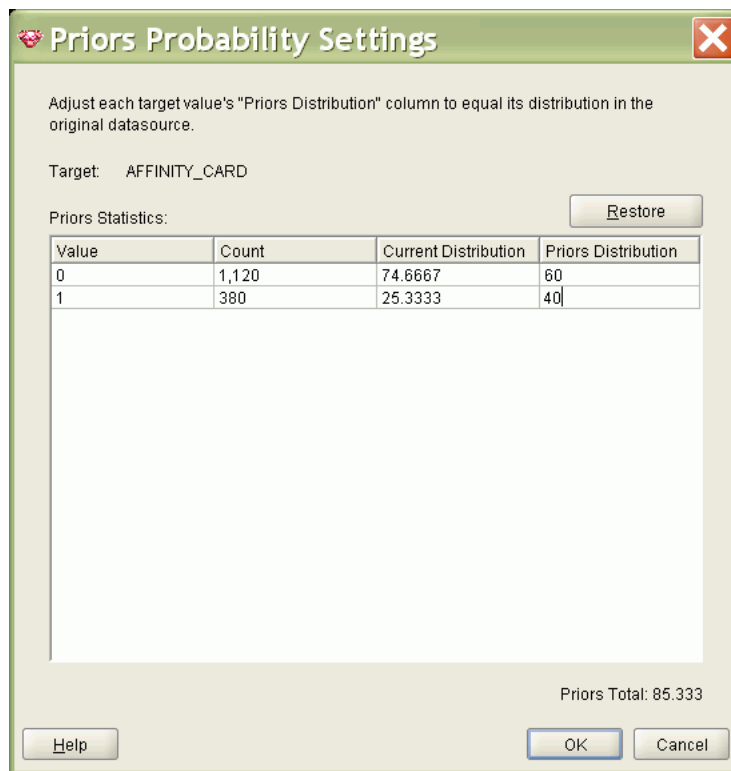 Priors Probability Settings
Adjust each target value's "Priors Distribution" column to equal its distribution in the
original datasource.
Target: AFFINITY_CARD
Restore
Priors Statistics:
Value Count Current Distribution Priors Distribution
0 1,120 74.6667 60
1 380 25.3333 40
Priors Total: 85.333
Help OK Cancel